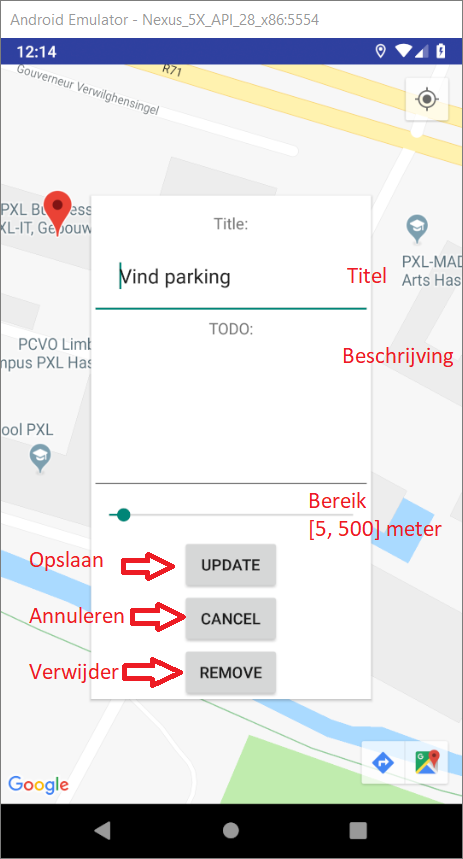 Android Emulator - Nexus_5X_API_28_x86:5554
12:14
R71
Gouverneur Verwilghensingel
PXL Business
XL-IT, Gebouw
Title:
PXL-MAD
Arts Has
Vind parking
Titel
TODO:
PCVO Limb
mpus PXL Has
Beschrijving
ool PXL
Bereik
[5, 500] meter
Opslaan
UPDATE
Annuleren
CANCEL
Verwijder
REMOVE
Google